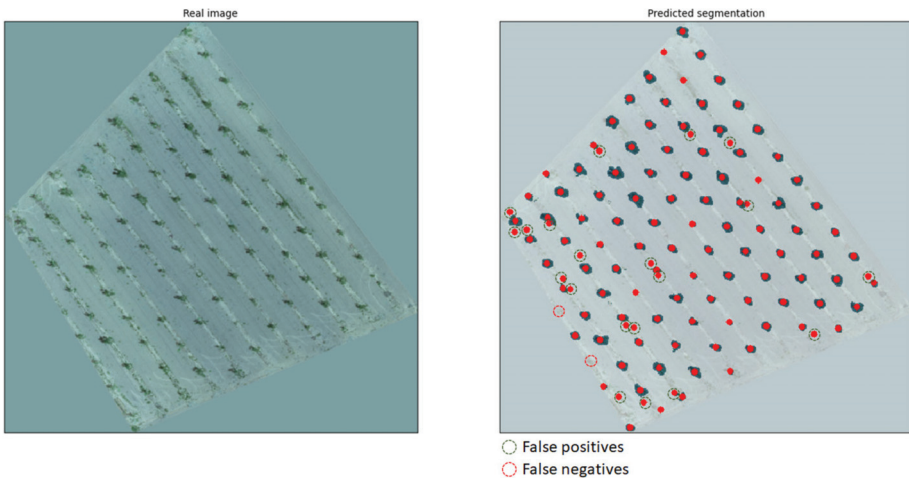 Real image
Predicted segmentation
False positives
False negatives